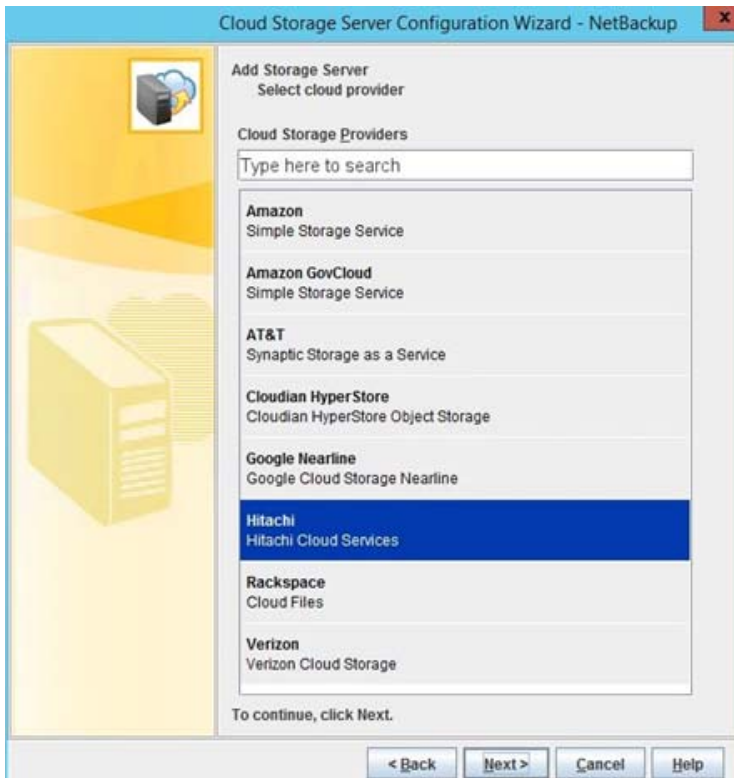 Cloud Storage Server Configuration Wizard - NetBackup
x
Add Storage Server
Select cloud provider
Cloud Storage Providers
Type here to search
Amazon
Simple Storage Service
Amazon GovCloud
Simple Storage Service
AT&T
Synaptic Storage as a Service
Cloudian HyperStore
Cloudian HyperStore Object Storage
Google Nearline
Google Cloud Storage Nearline
Hitachi
Hitachi Cloud Services
Rackspace
Cloud Files
Verizon
Verizon Cloud Storage
To continue, click Next.
< Back Next > Cancel Help